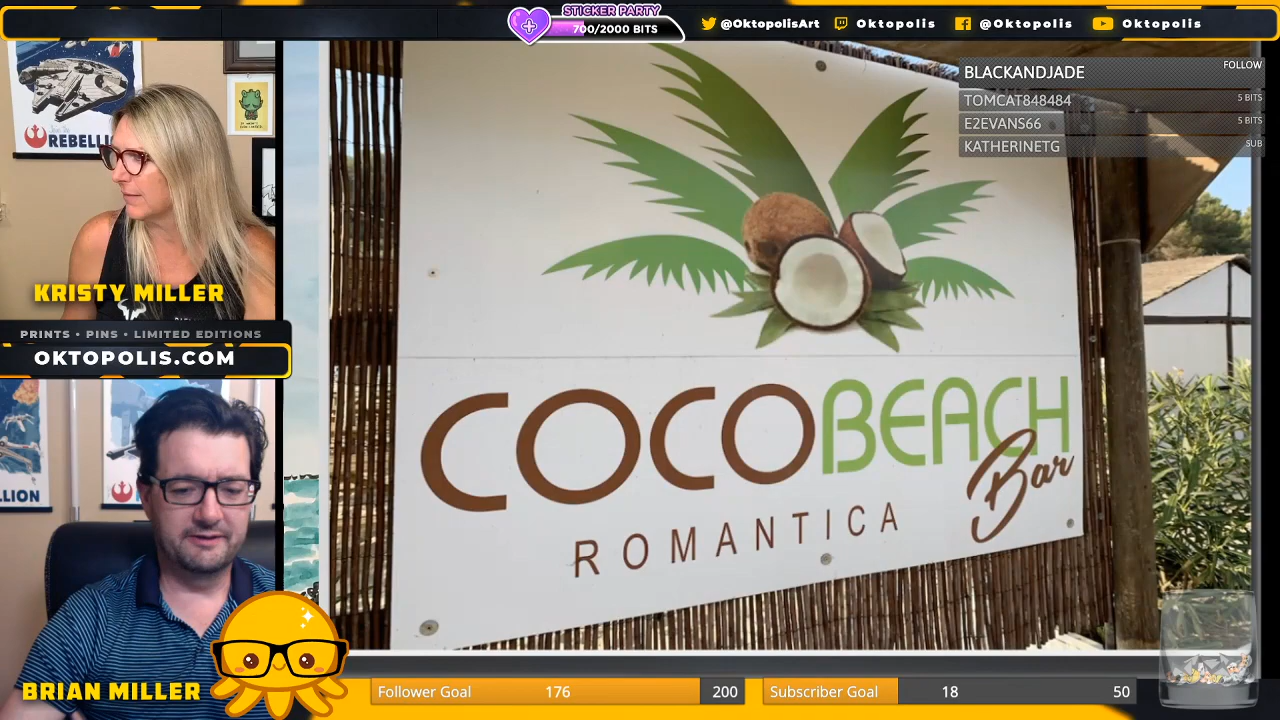 STICKER PARTY
700/2000 BITS
@OktopolisArt
Oktopolis
@Oktopolis
Oktopolis
REBELLI
KRISTY MILLER
PRINTS • PINS • LIMITED EDITIONS
OKTOPOLIS.COM
LLION
BRIAN MILLER
BLACKANDJADE FOLLOW
TOMCAT848484 5 BITS
E2EVANS66 5 BITS
KATHERINETG SUB
COCOBEACH
Bar
ROMANTICA
Follower Goal 176 200
Subscriber Goal 18 50